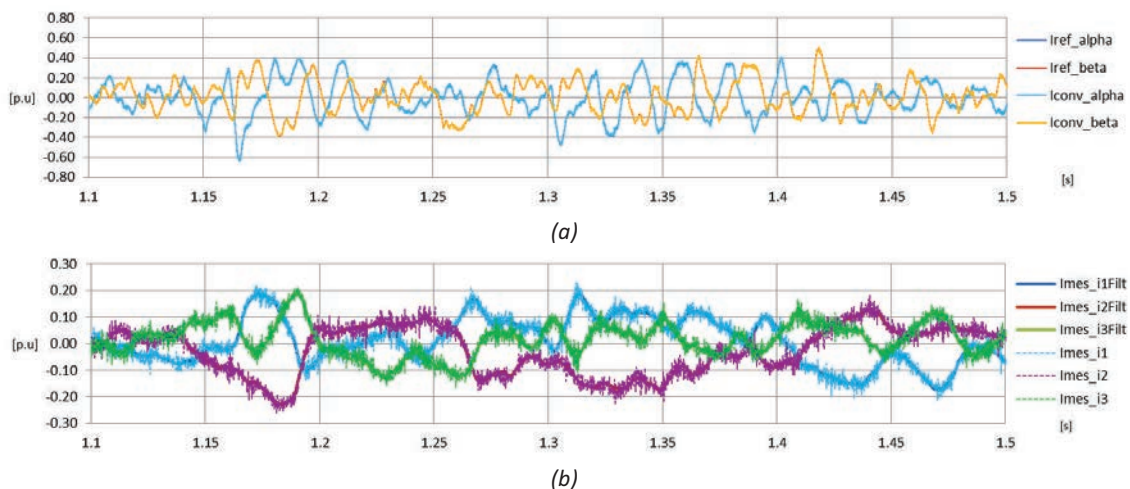 0.80
0.60
0.40
0.20
[p.u] 0.00
-0.20
-0.40
-0.60
0.80
1.1 1.15 1.2 1.25 1.3 1.35 1.4 1.45 1.5
Iref_alpha
Iref_beta
Iconv_alpha
Iconv_beta
[s]
(a)
0.30
0.20
0.10
[p.u] 0.00
-0.10
-0.20
-0.30
1.1 1.15 1.2 1.25 1.3 1.35 1.4 1.45 1.5
Imes_i1Filt
Imes_i2Filt
Imes_i3Filt
Imes_i1
Imes_i2
Imes_i3
[s]
(b)